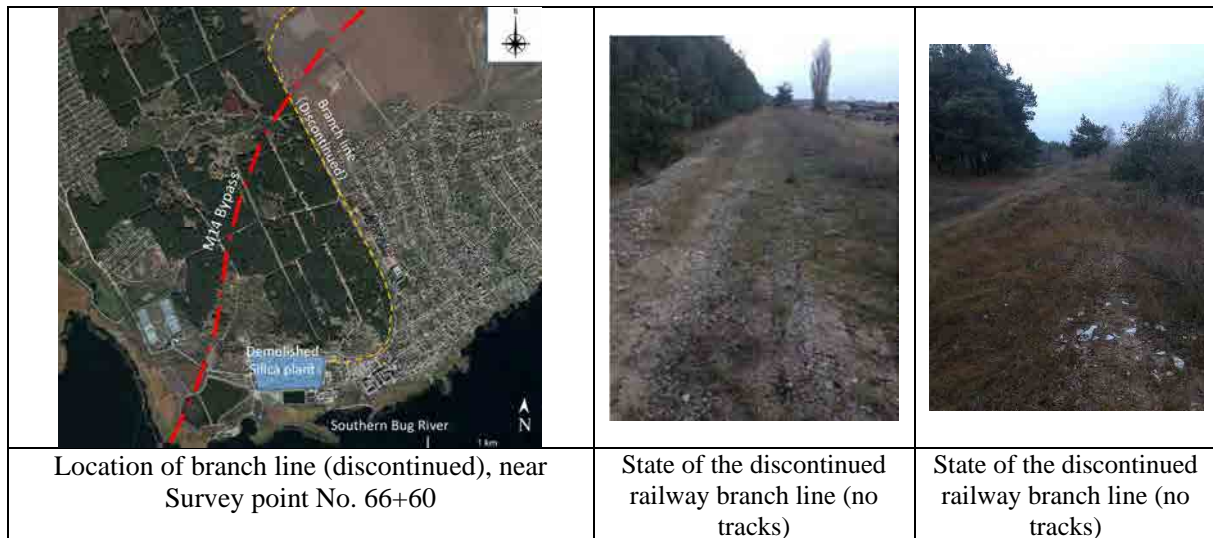 Branch line
(Discontinued)
M14 Bypass
Demolished
Silica plant
Southern Bug River
N
1 km
Location of branch line (discontinued), near
Survey point No. 66+60
State of the discontinued
railway branch line (no
tracks)
State of the discontinued
railway branch line (no
tracks)